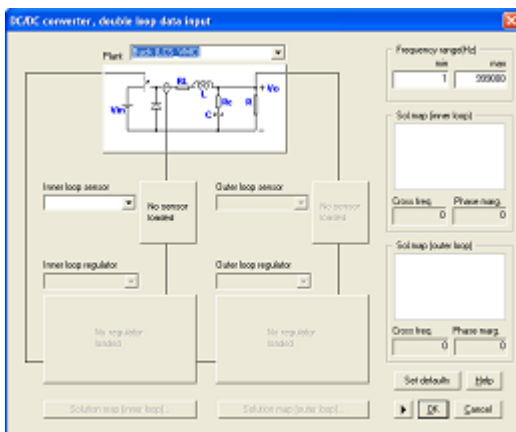 DC/DC converter, double loop data input
Plant Buck (LCS_VMC)
Frequency range(Hz)
min max
1 999000
RL
L
+Vo
Vin
Rc
R
C
Sol map (inner loop)
Inner loop sensor
No sensor
loaded
Outer loop sensor
No sensor
loaded
Cross freq. Phase marg.
0 0
Sol map (outer loop)
Inner loop regulator
Outer loop regulator
No regulator
loaded
No regulator
loaded
Cross freq. Phase marg.
0 0
Set defaults Help
Solution map (inner loop)...
Solution map (outer loop)...
OK Cancel